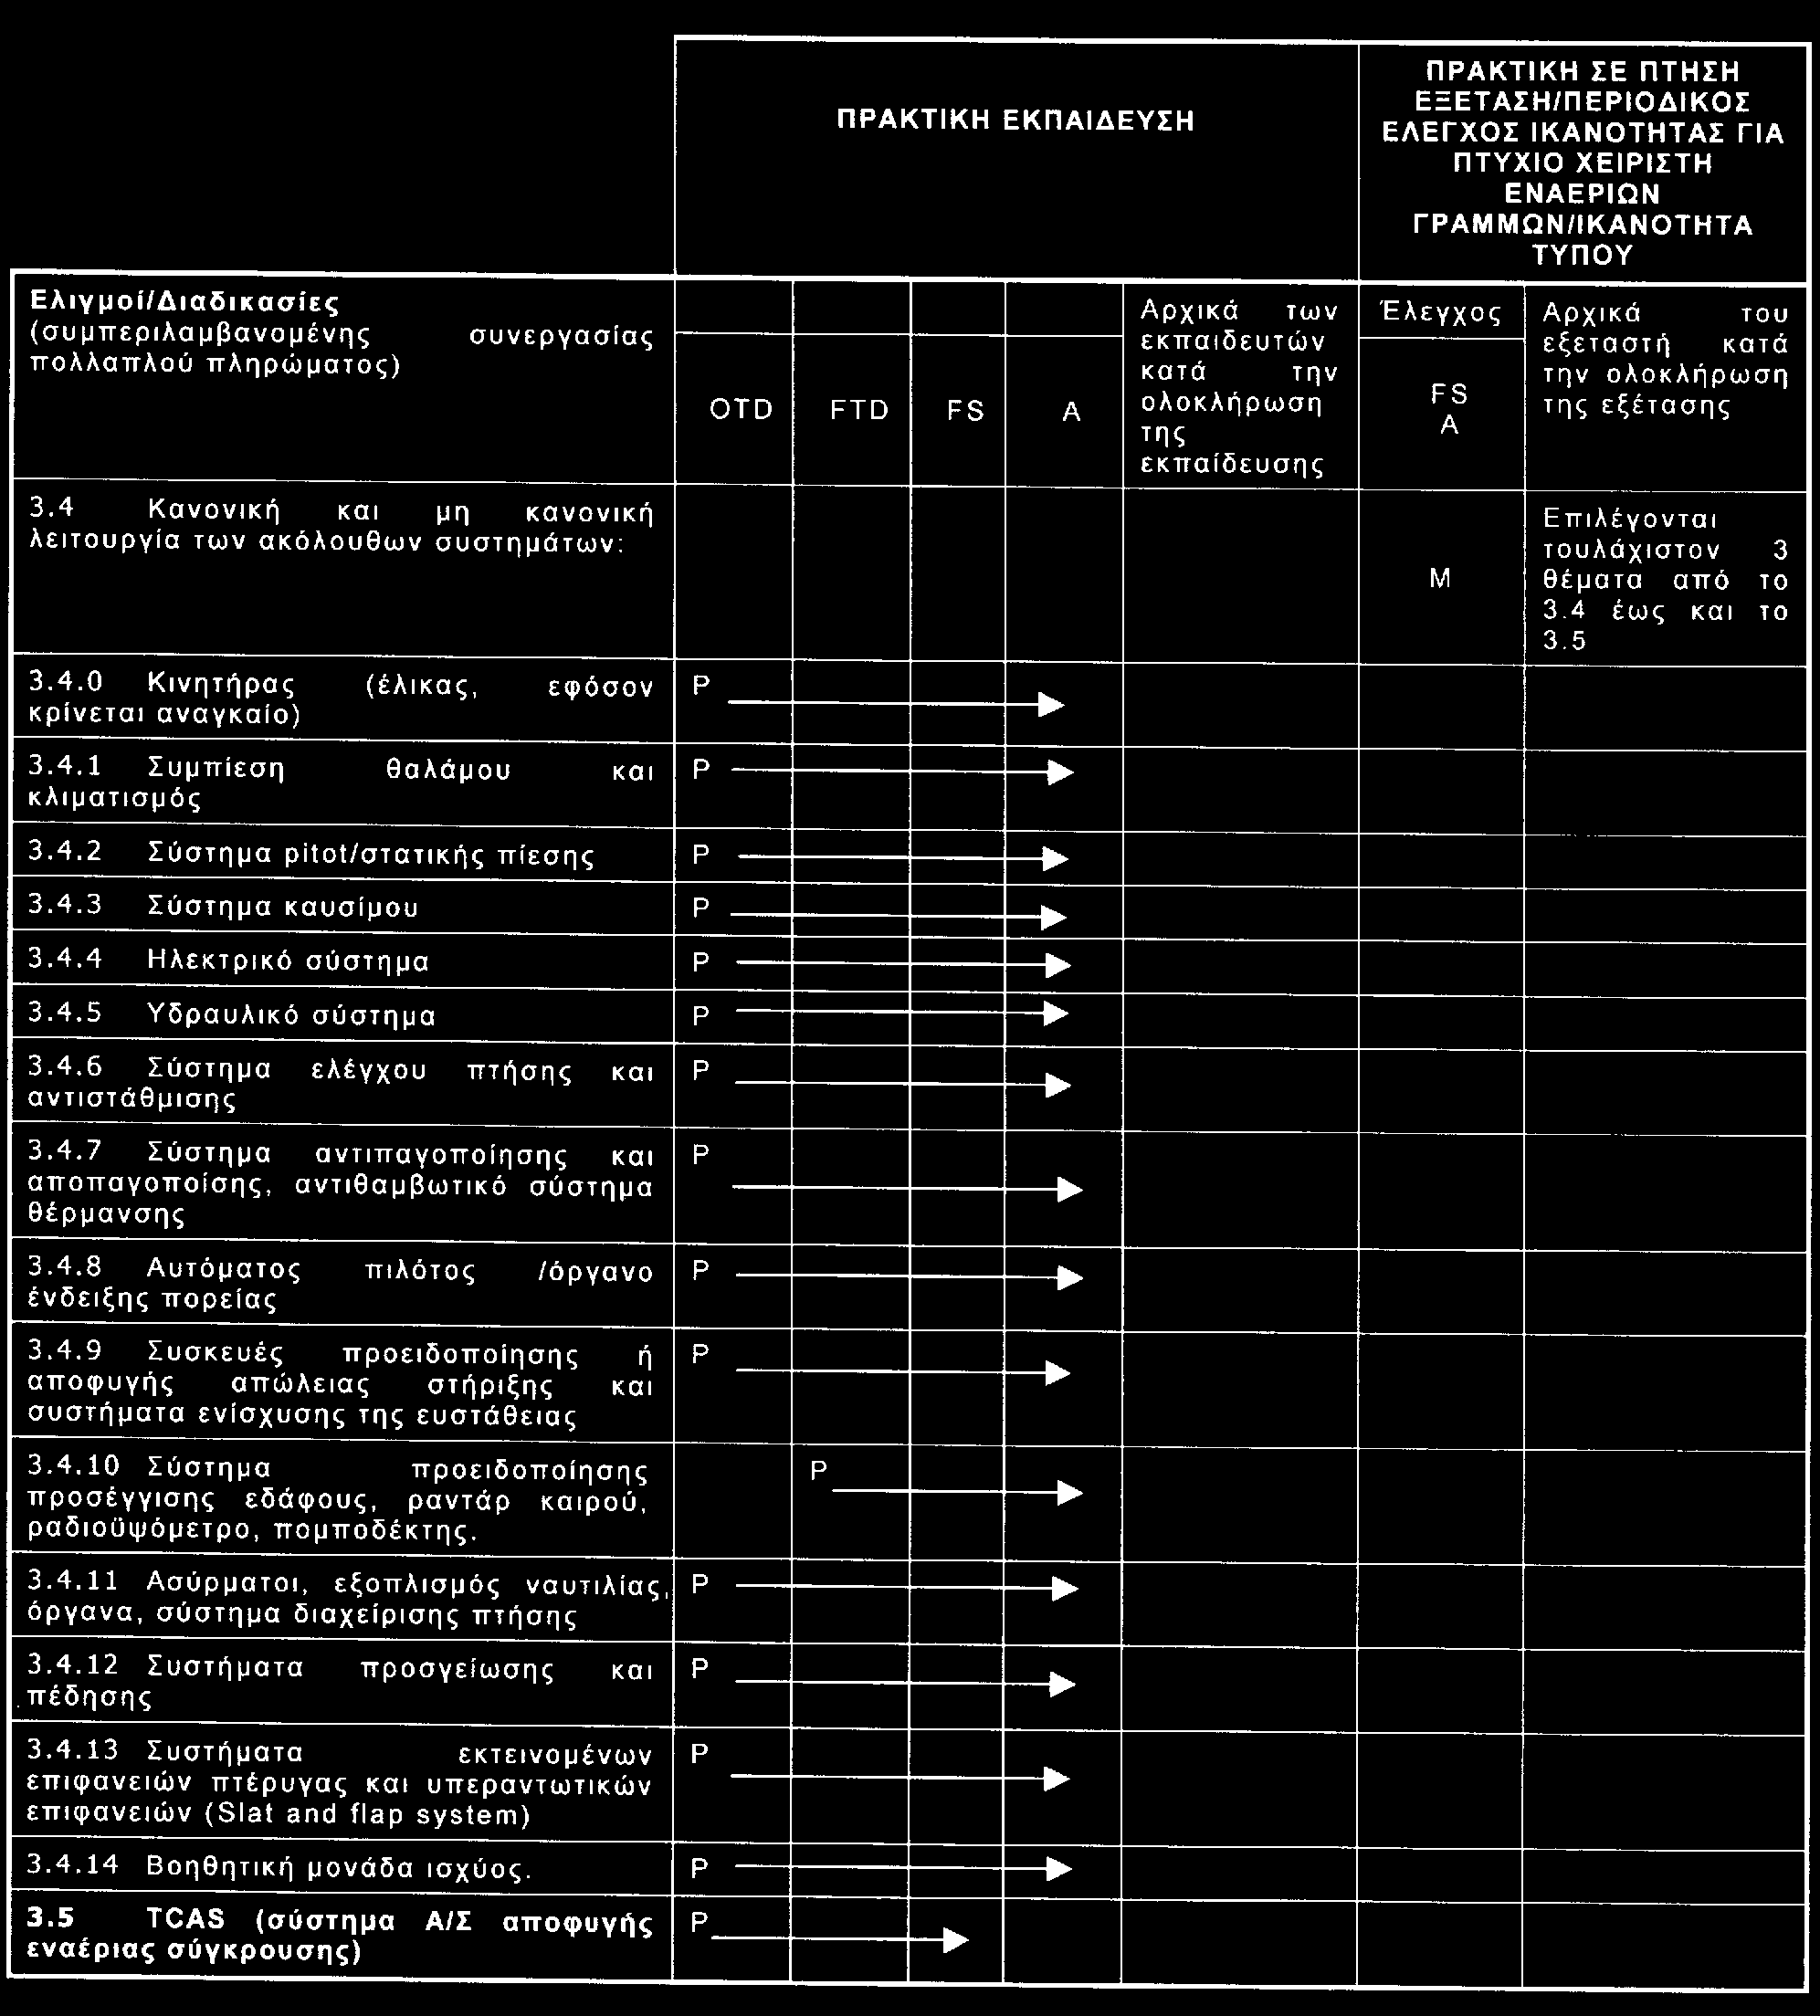 ΠΡΑΚΤΙΚΗ ΕΚΠΑΙΔΕΥΣΗ
ΠΡΑΚΤΙΚΗ ΣΕ ΠΤΗΣΗ
ΕΞΕΤΑΣΗ/ΠΕΡΙΟΔΙΚΟΣ
ΕΛΕΓΧΟΣ ΙΚΑΝΟΤΗΤΑΣ ΓΙΑ
ΠΤΥΧΙΟ ΧΕΙΡΙΣΤΗ
ΕΝΑΕΡΙΩΝ
ΓΡΑΜΜΩΝ/ΙΚΑΝΟΤΗΤΑ
ΤΥΠΟΥ
Ελιγμοί/Διαδικασίες
(συμπεριλαμβανομένης συνεργασίας
πολλαπλού πληρώματος)
OTD
FTD
FS
A
Αρχικά των
εκπαιδευτών
κατά την
ολοκλήρωση
της
εκπαίδευσης
Έλεγχος
FS
A
Αρχικά του
εξεταστή κατά
την ολοκλήρωση
της εξέτασης
3.4 Κανονική και μη κανονική
λειτουργία των ακόλουθων συστημάτων:
M
Επιλέγονται
τουλάχιστον 3
θέματα από το
3.4 έως και το
3.5
3.4.0 Κινητήρας (έλικας, εφόσον
κρίνεται αναγκαίο)
P
3.4.1 Συμπίεση θαλάμου και
κλιματισμός
P
3.4.2 Σύστημα pitot/στατικής πίεσης
P
3.4.3 Σύστημα καυσίμου
P
3.4.4 Ηλεκτρικό σύστημα
P
3.4.5 Υδραυλικό σύστημα
P
3.4.6 Σύστημα ελέγχου πτήσης και
αντιστάθμισης
P
3.4.7 Σύστημα αντιπαγοποίησης και
αποπαγοποίσης, αντιθαμβωτικό σύστημα
θέρμανσης
P
3.4.8 Αυτόματος πιλότος /όργανο
ένδειξης πορείας
P
3.4.9 Συσκευές προειδοποίησης ή
αποφυγής απώλειας στήριξης και
συστήματα ενίσχυσης της ευστάθειας
P
3.4.10 Σύστημα προειδοποίησης
προσέγγισης εδάφους, ραντάρ καιρού,
ραδιοϋψόμετρο, πομποδέκτης.
P
3.4.11 Ασύρματοι, εξοπλισμός ναυτιλίας,
όργανα, σύστημα διαχείρισης πτήσης
P
3.4.12 Συστήματα προσγείωσης και
πέδησης
P
3.4.13 Συστήματα εκτεινομένων
επιφανειών πτέρυγας και υπεραντωτικών
επιφανειών (Slat and flap system)
P
3.4.14 Βοηθητική μονάδα ισχύος.
P
3.5 TCAS (σύστημα Α/Σ αποφυγής
εναέριας σύγκρουσης)
P